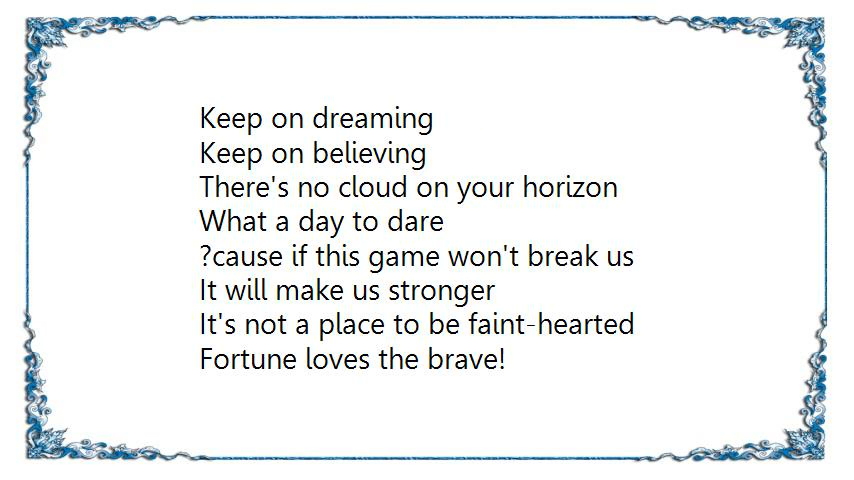 Keep on dreaming
Keep on believing
There's no cloud on your horizon
What a day to dare
?cause if this game won't break us
It will make us stronger
It's not a place to be faint-hearted
Fortune loves the brave!